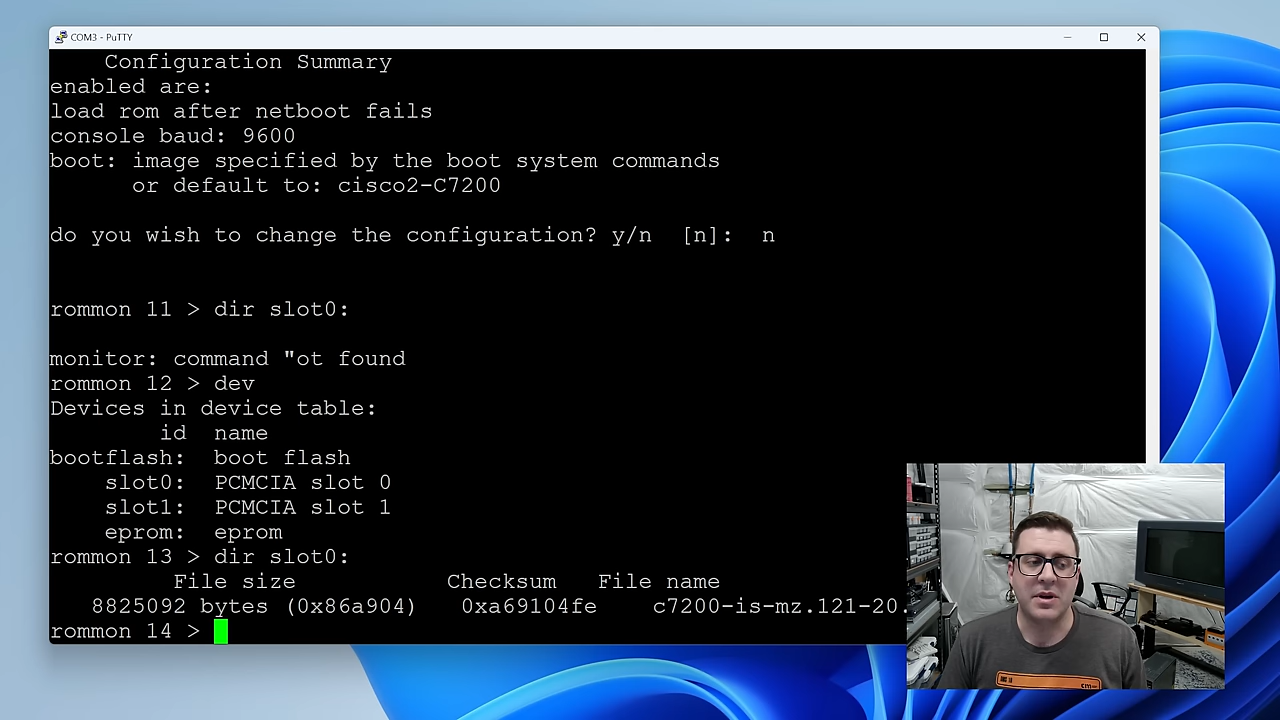 COM3 - PuTTY
Configuration Summary
enabled are:
load rom after netboot fails
console baud: 9600
boot: image specified by the boot system commands
or default to: cisco2-C7200
do you wish to change the configuration? y/n  [n]:  n
rommon 11 > dir slot0:
monitor: command "ot found
rommon 12 > dev
Devices in device table:
id  name
bootflash:  boot flash
slot0:  PCMCIA slot 0
slot1:  PCMCIA slot 1
eprom:  eprom
rommon 13 > dir slot0:
File size           Checksum   File name
8825092 bytes (0x86a904)   0xa69104fe    c7200-is-mz.121-20.
rommon 14 >